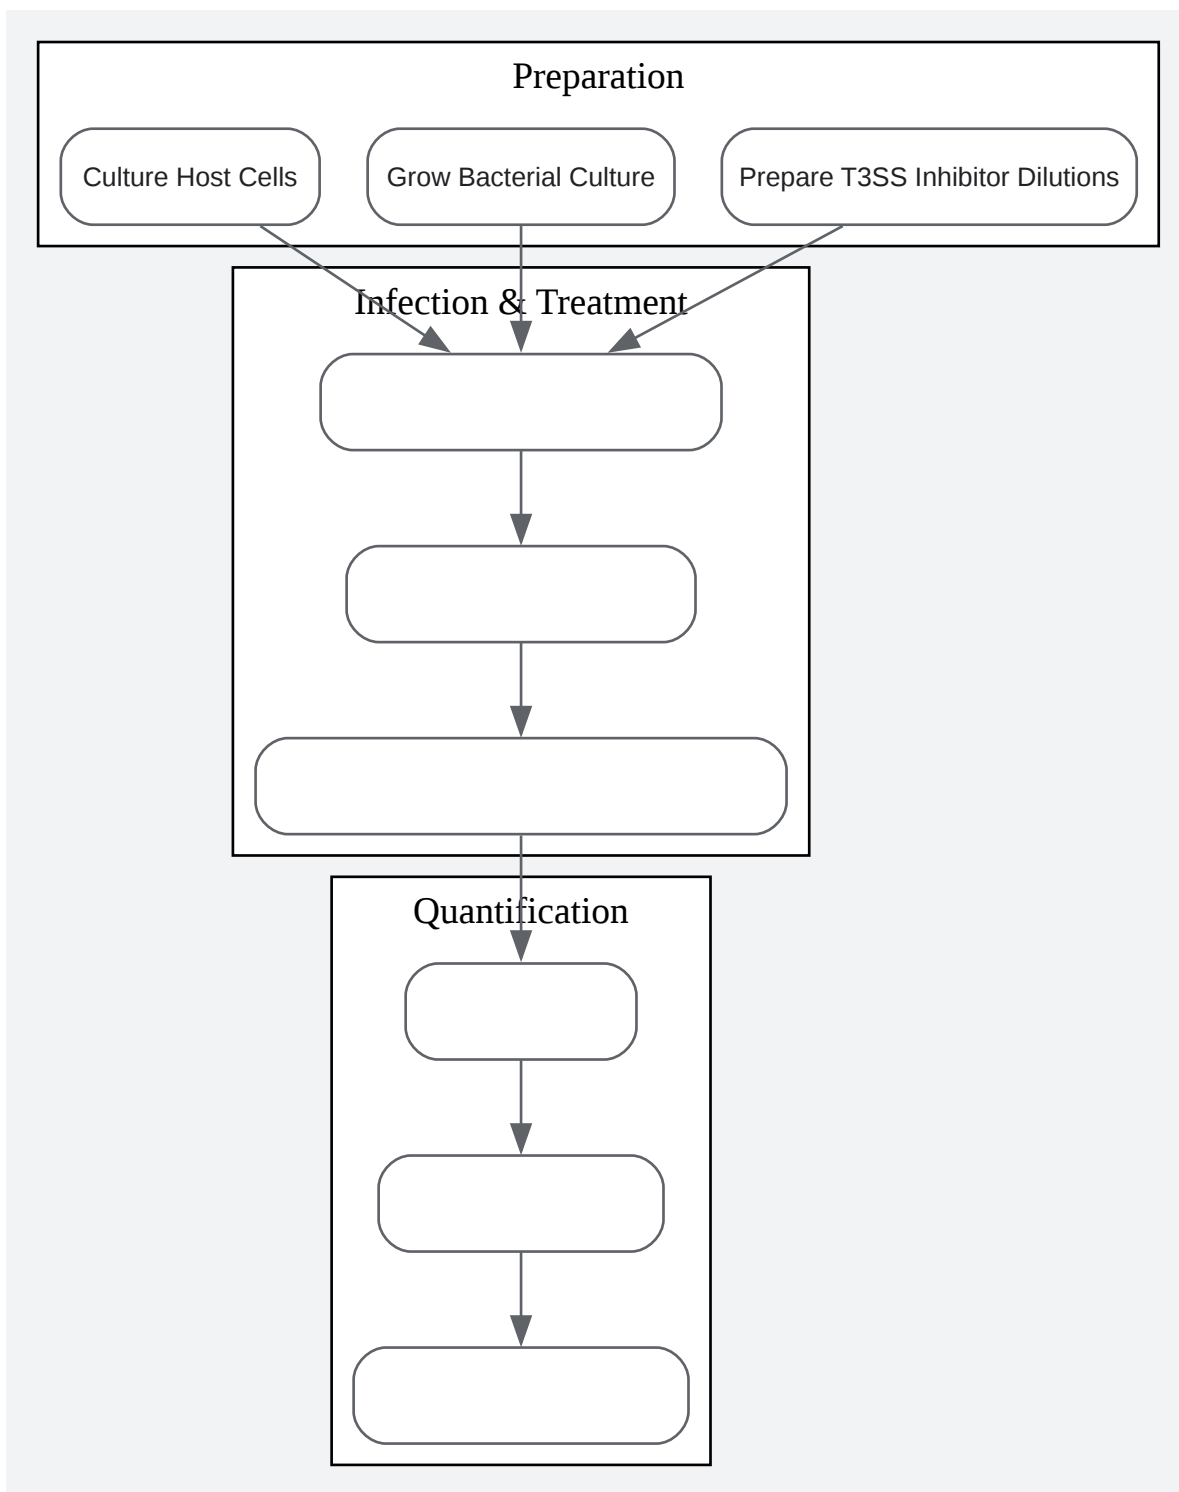 Preparation
Culture Host Cells
Grow Bacterial Culture
Prepare T3SS Inhibitor Dilutions
Infection & Treatment
Quantification